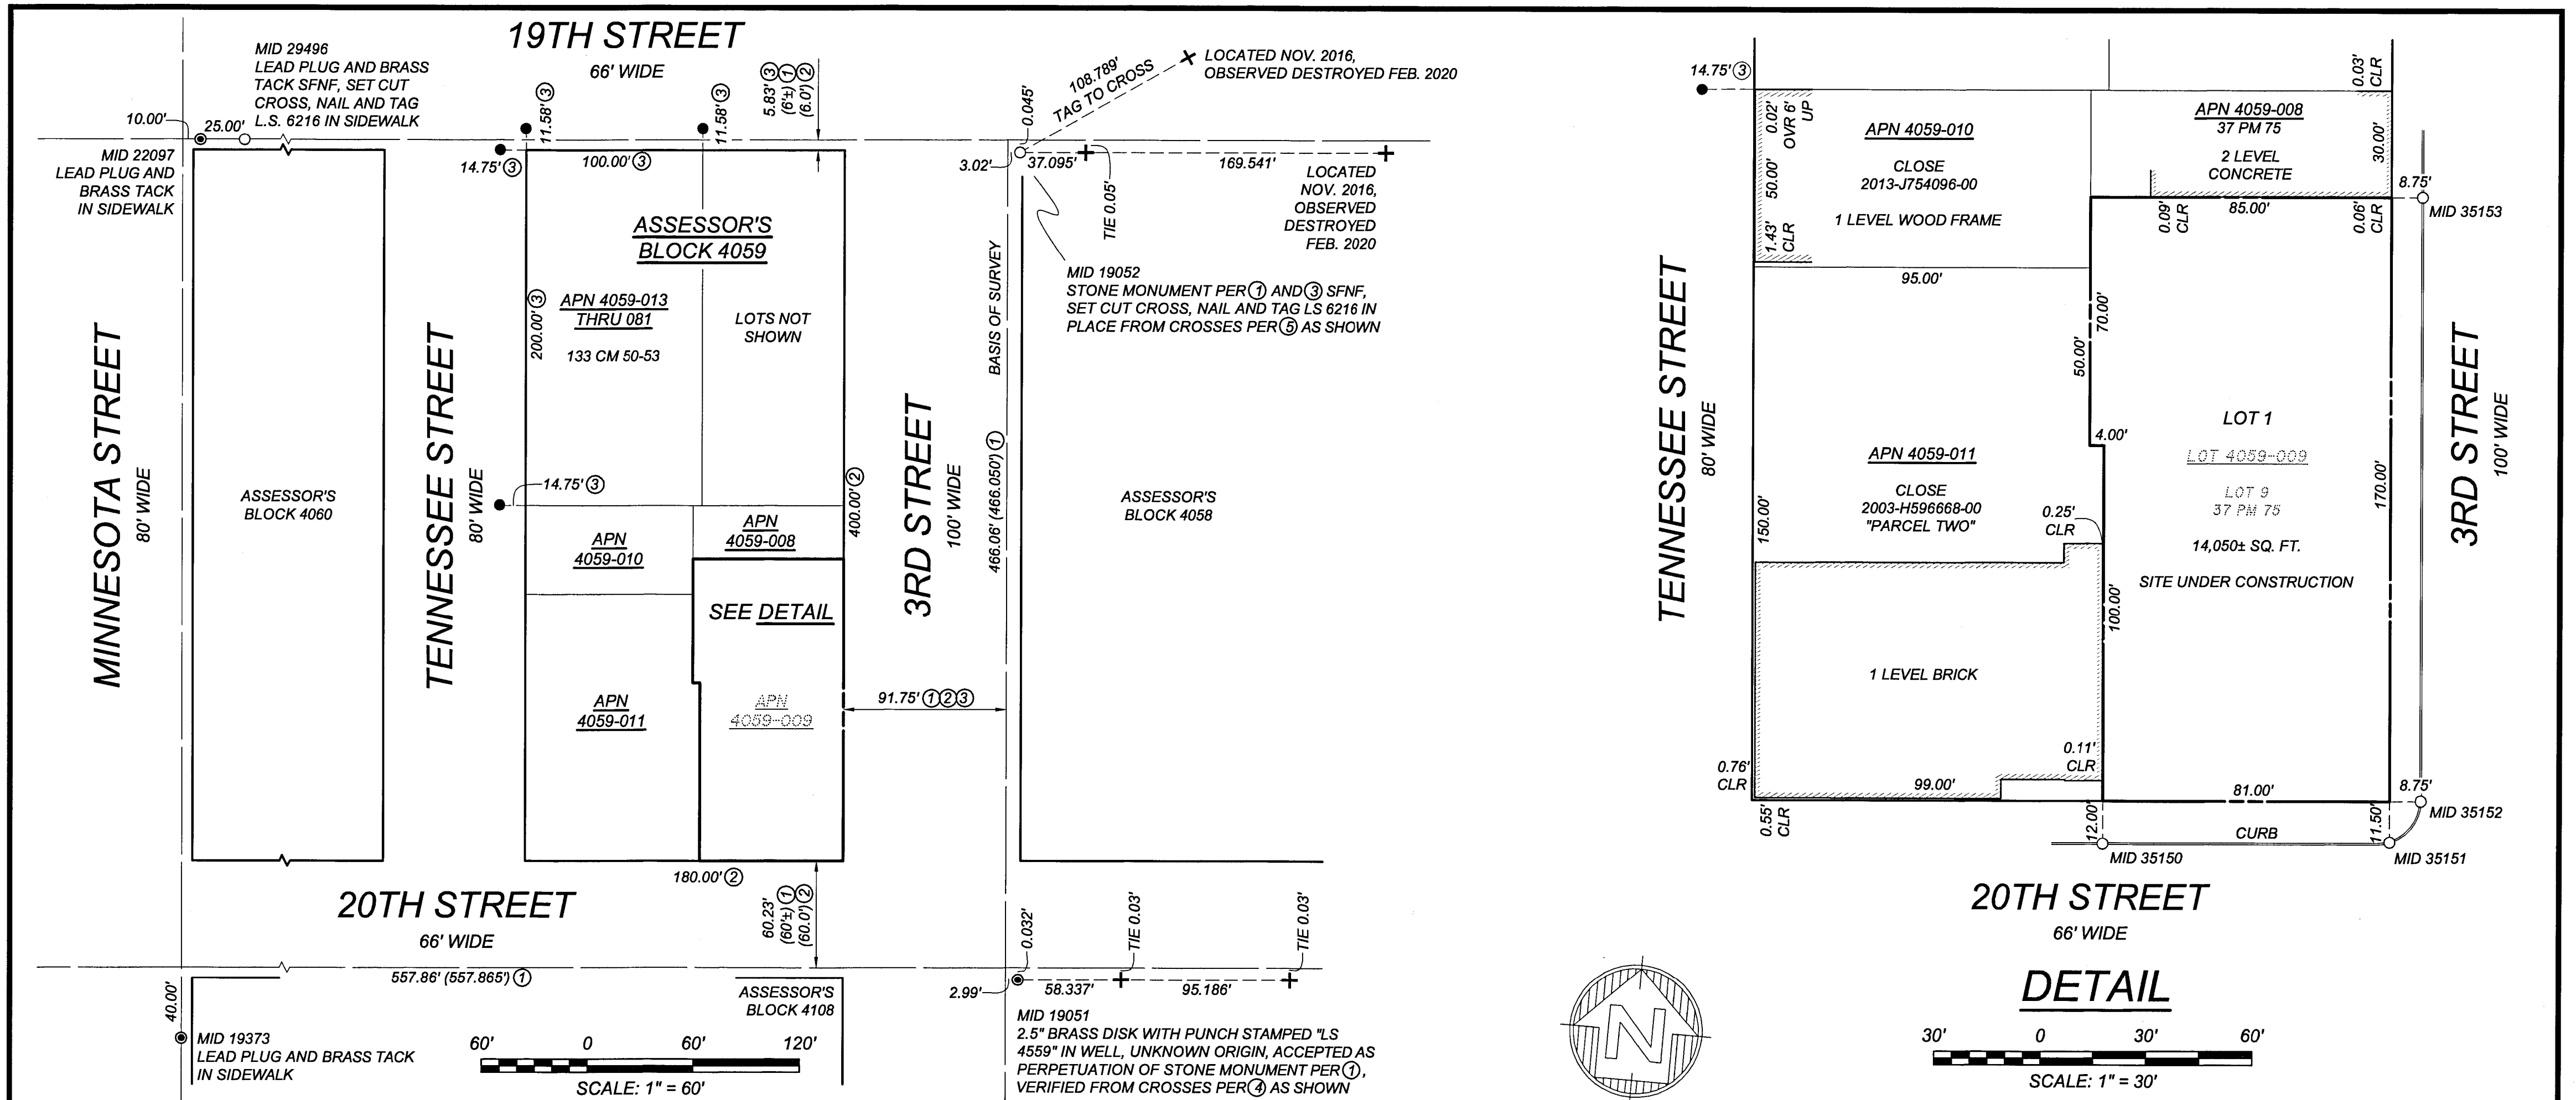 19TH STREET
66' WIDE
MID 29496
LEAD PLUG AND BRASS
TACK SFNF, SET CUT
CROSS, NAIL AND TAG
L.S. 6216 IN SIDEWALK
10.00'
25.00'
MID 22097
LEAD PLUG AND
BRASS TACK
IN SIDEWALK
11.58' ③
11.58' ③
5.83' ③
(6'±) ①
(6.0') ②
14.75' ③
100.00' ③
0.045'
108.789'
TAG TO CROSS
LOCATED NOV. 2016,
OBSERVED DESTROYED FEB. 2020
3.02'
37.095'
169.541'
TIE 0.05'
LOCATED
NOV. 2016,
OBSERVED
DESTROYED
FEB. 2020
MID 19052
STONE MONUMENT PER ① AND ③ SFNF,
SET CUT CROSS, NAIL AND TAG LS 6216 IN
PLACE FROM CROSSES PER ⑤ AS SHOWN
BASIS OF SURVEY
466.06' (466.050') ①
MINNESOTA STREET
80' WIDE
ASSESSOR'S
BLOCK 4060
TENNESSEE STREET
80' WIDE
ASSESSOR'S
BLOCK 4059
200.00' ③
APN 4059-013
THRU 081
133 CM 50-53
LOTS NOT
SHOWN
14.75' ③
APN
4059-010
APN
4059-008
400.00' ②
SEE DETAIL
APN
4059-011
APN
4059-009
3RD STREET
100' WIDE
91.75' ①②③
ASSESSOR'S
BLOCK 4058
180.00' ②
60.23'
(60'±) ①
(60.0') ②
20TH STREET
66' WIDE
557.86' (557.865') ①
40.00'
MID 19373
LEAD PLUG AND BRASS TACK
IN SIDEWALK
ASSESSOR'S
BLOCK 4108
60' 0 60' 120'
SCALE: 1" = 60'
0.032'
TIE 0.03'
TIE 0.03'
2.99'
58.337'
95.186'
MID 19051
2.5" BRASS DISK WITH PUNCH STAMPED "LS
4559" IN WELL, UNKNOWN ORIGIN, ACCEPTED AS
PERPETUATION OF STONE MONUMENT PER ①,
VERIFIED FROM CROSSES PER ④ AS SHOWN
N
14.75' ③
0.02'
OVR 6'
UP
50.00'
1.43'
CLR
APN 4059-010
CLOSE
2013-J754096-00
1 LEVEL WOOD FRAME
95.00'
0.03'
CLR
APN 4059-008
37 PM 75
2 LEVEL
CONCRETE
30.00'
8.75'
MID 35153
0.09'
CLR
85.00'
0.06'
CLR
TENNESSEE STREET
80' WIDE
70.00'
50.00'
4.00'
APN 4059-011
CLOSE
2003-H596668-00
"PARCEL TWO"
150.00'
0.25'
CLR
LOT 1
LOT 4059-009
LOT 9
37 PM 75
14,050± SQ. FT.
SITE UNDER CONSTRUCTION
170.00'
3RD STREET
100' WIDE
100.00'
1 LEVEL BRICK
0.11'
CLR
0.76'
CLR
99.00'
0.55'
CLR
81.00'
8.75'
MID 35152
12.00'
11.50'
CURB
MID 35150
MID 35151
20TH STREET
66' WIDE
DETAIL
30' 0 30' 60'
SCALE: 1" = 30'